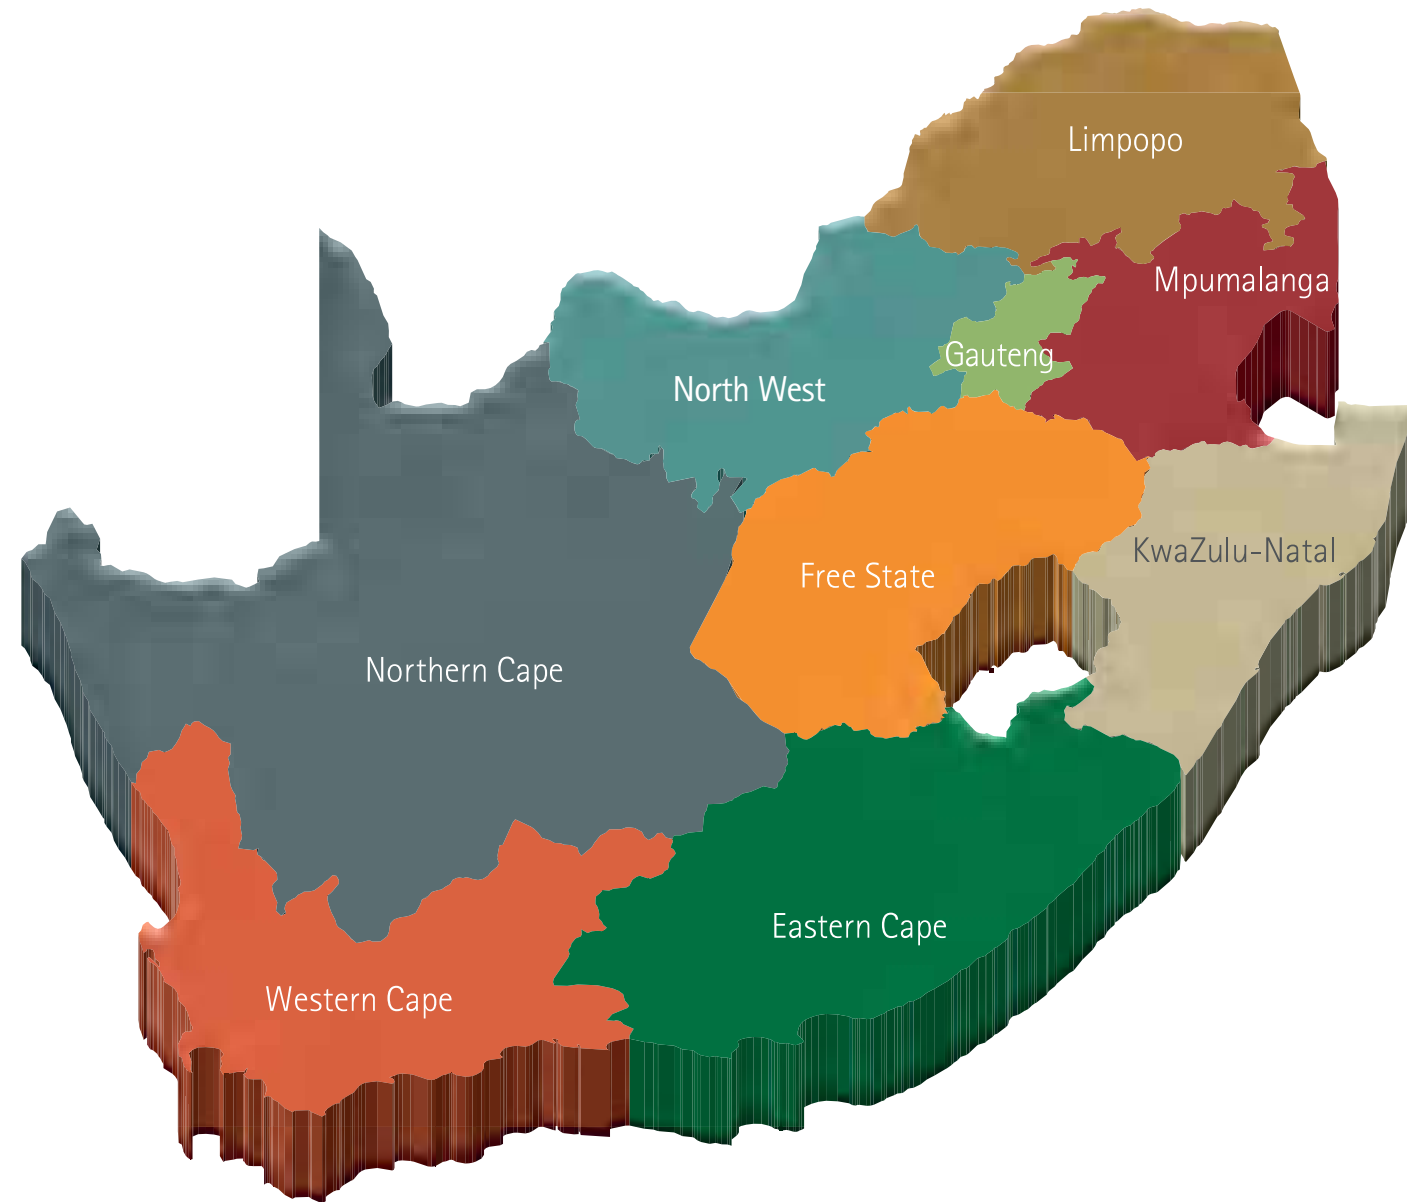 Limpopo
Mpumalanga
Gauteng
North West
KwaZulu-Natal
Free State
Northern Cape
Eastern Cape
Western Cape